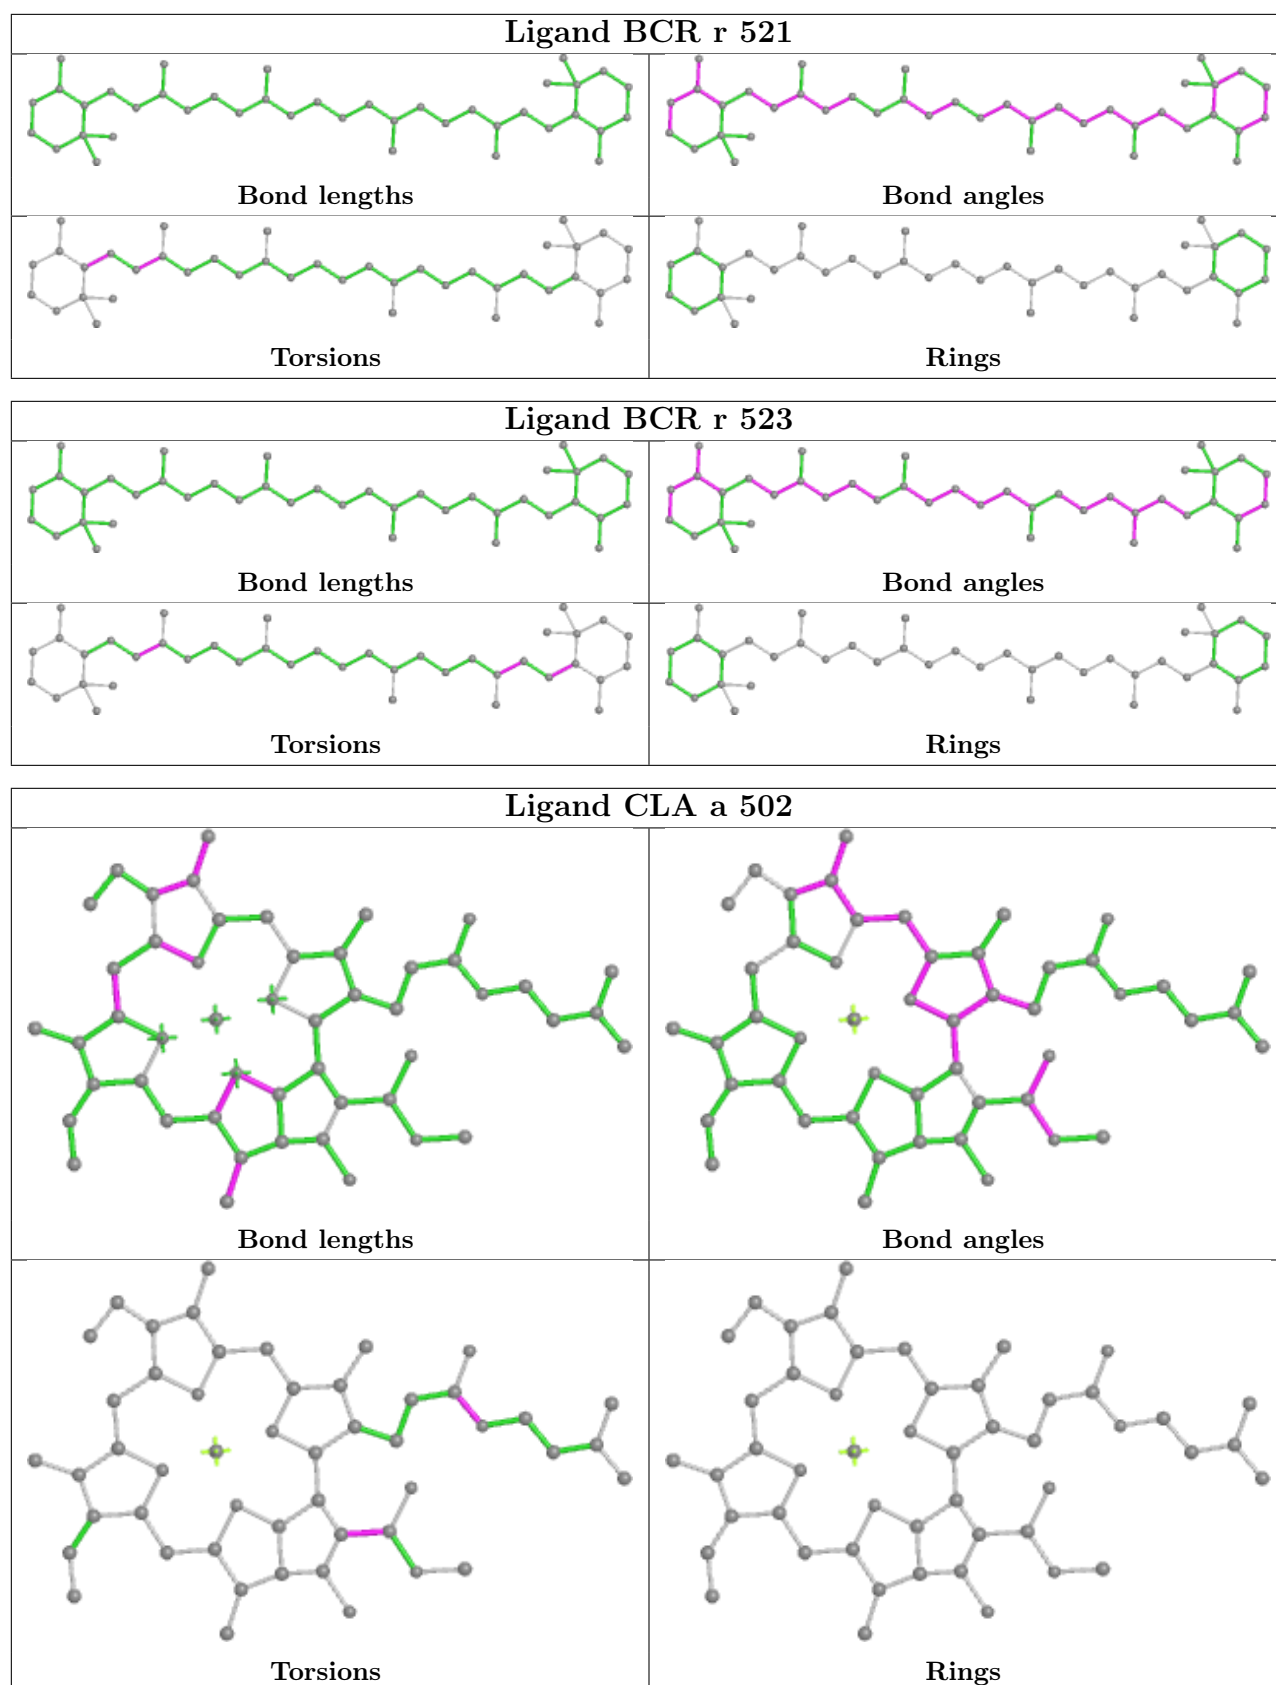 Ligand BCR r 521
Bond lengths
Bond angles
Torsions
Rings
Ligand BCR r 523
Bond lengths
Bond angles
Torsions
Rings
Ligand CLA a 502
Bond lengths
Bond angles
Torsions
Rings